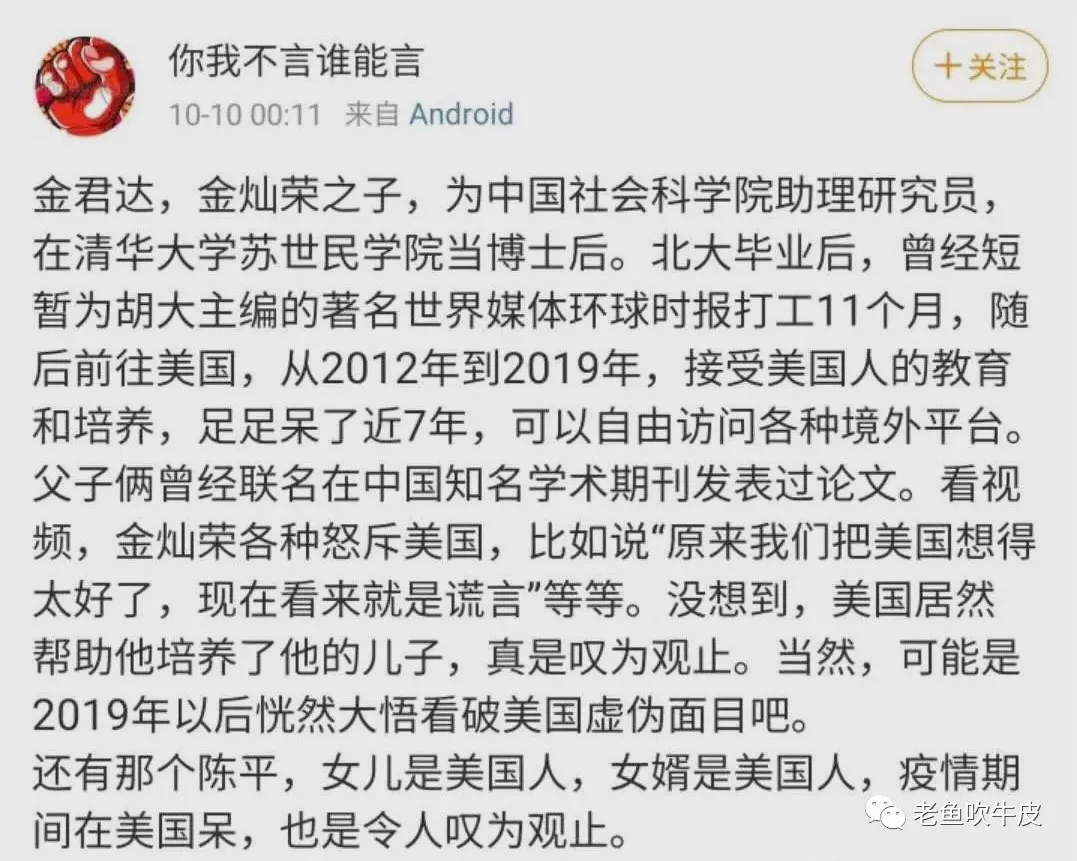 你我不言谁能言
+关注
10-10 00:11 来自 Android
金君达，金灿荣之子，为中国社会科学院助理研究员，
在清华大学苏世民学院当博士后。北大毕业后，曾经短
暂为胡大主编的著名世界媒体环球时报打工11个月，随
后前往美国，从2012年到2019年，接受美国人的教育
和培养，足足呆了近7年，可以自由访问各种境外平台。
父子俩曾经联名在中国知名学术期刊发表过论文。看视
频，金灿荣各种怒斥美国，比如说“原来我们把美国想得
太好了，现在看来就是谎言”等等。没想到，美国居然
帮助他培养了他的儿子，真是叹为观止。当然，可能是
2019年以后恍然大悟看破美国虚伪面目吧。
还有那个陈平，女儿是美国人，女婿是美国人，疫情期
间在美国呆，也是令人叹为观止。
老鱼吹牛皮